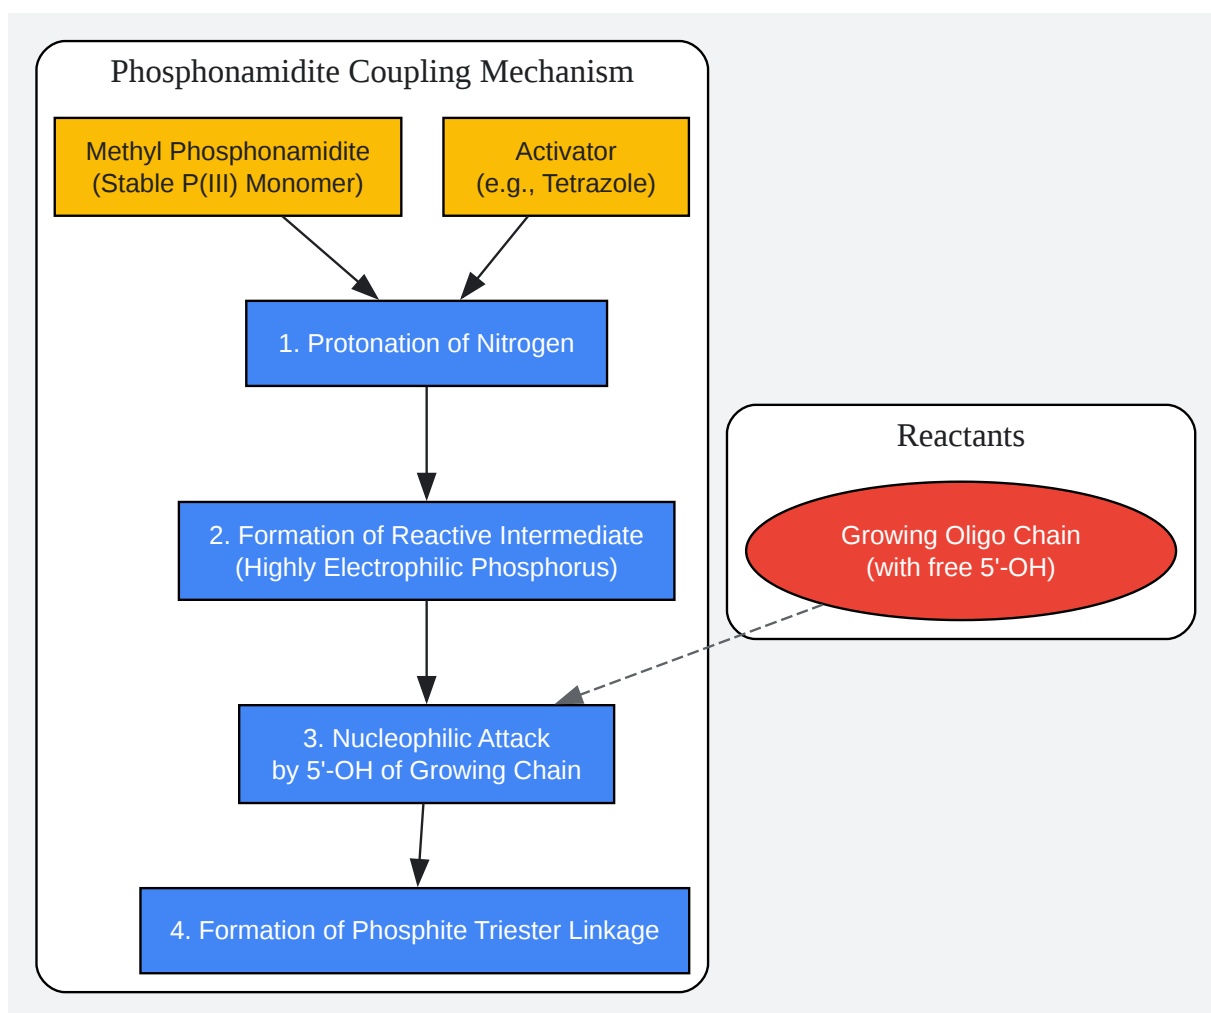 Phosphonamidite Coupling Mechanism
Methyl Phosphonamidite
(Stable P(III) Monomer)
Activator
(e.g., Tetrazole)
1. Protonation of Nitrogen
2. Formation of Reactive Intermediate
(Highly Electrophilic Phosphorus)
Reactants
Growing Oligo Chain
(with free 5'-OH)
3. Nucleophilic Attack
by 5'-OH of Growing Chain
4. Formation of Phosphite Triester Linkage